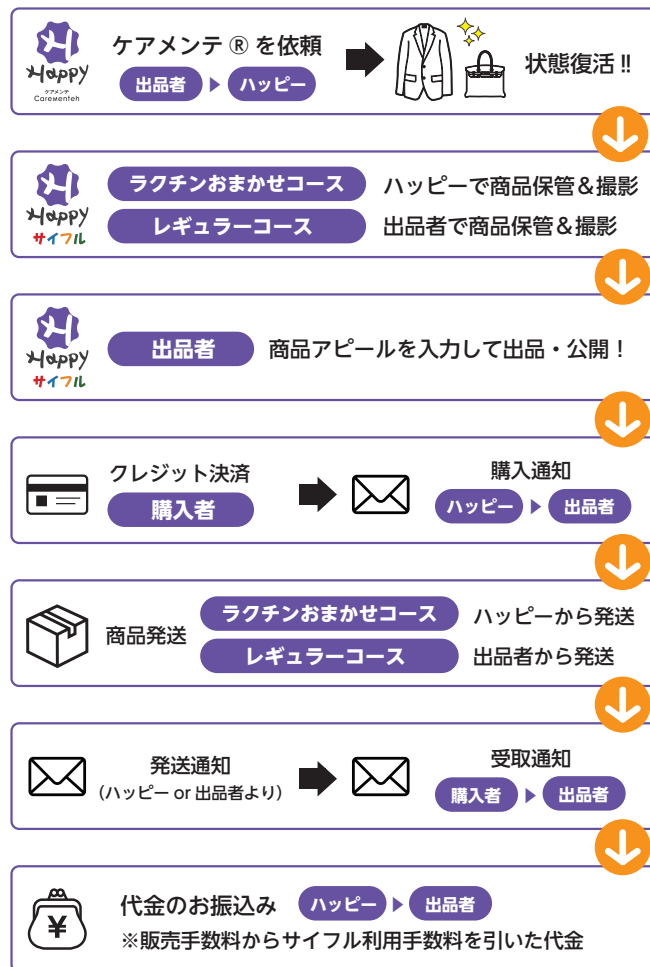 Happy
ケアメンテ
Carementeh
ケアメンテ ® を依頼
出品者 ハッピー
状態復活 !!
Happy
サイフル
ラクチンおまかせコース ハッピーで商品保管＆撮影
レギュラーコース 出品者で商品保管＆撮影
Happy
サイフル
出品者 商品アピールを入力して出品・公開！
クレジット決済
購入者
購入通知
ハッピー 出品者
商品発送
ラクチンおまかせコース ハッピーから発送
レギュラーコース 出品者から発送
発送通知
（ハッピー or 出品者より）
受取通知
購入者 出品者
¥
代金のお振込み ハッピー 出品者
※販売手数料からサイフル利用手数料を引いた代金